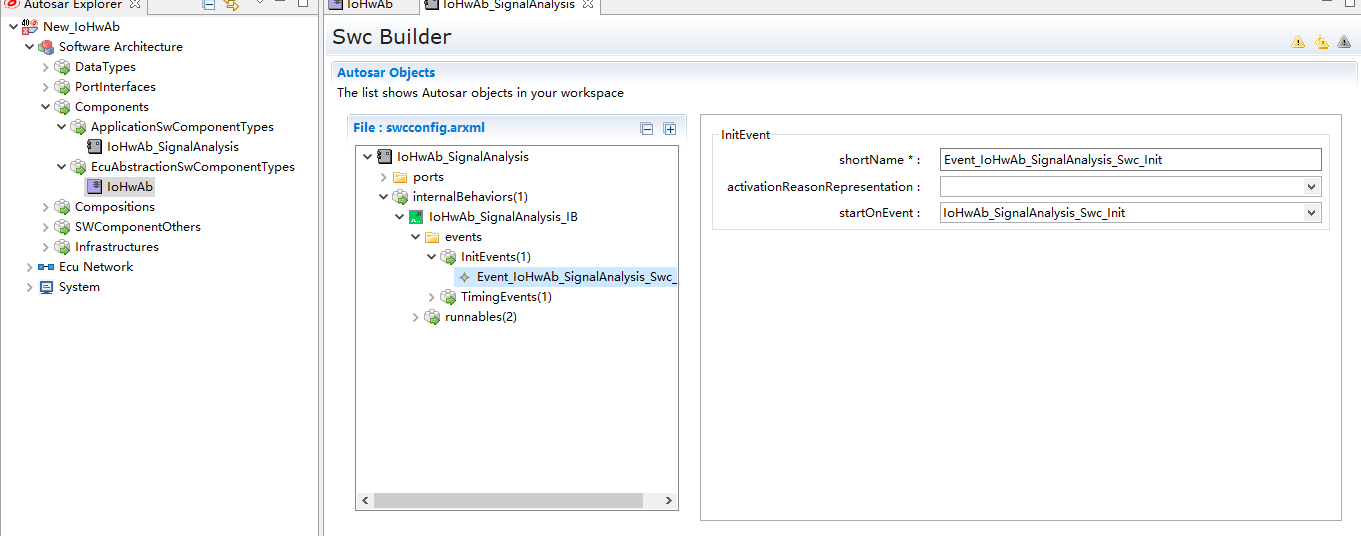 Autosar Explorer
New_IoHwAb
Software Architecture
DataTypes
PortInterfaces
Components
ApplicationSwComponentTypes
IoHwAb_SignalAnalysis
EcuAbstractionSwComponentTypes
IoHwAb
Compositions
SWComponentOthers
Infrastructures
Ecu Network
System
IoHwAb
IoHwAb_SignalAnalysis
Swc Builder
Autosar Objects
The list shows Autosar objects in your workspace
File : swcconfig.arxml
IoHwAb_SignalAnalysis
ports
internalBehaviors(1)
IoHwAb_SignalAnalysis_IB
events
InitEvents(1)
Event_IoHwAb_SignalAnalysis_Swc_
TimingEvents(1)
runnables(2)
InitEvent
shortName * : Event_IoHwAb_SignalAnalysis_Swc_Init
activationReasonRepresentation :
startOnEvent : IoHwAb_SignalAnalysis_Swc_Init